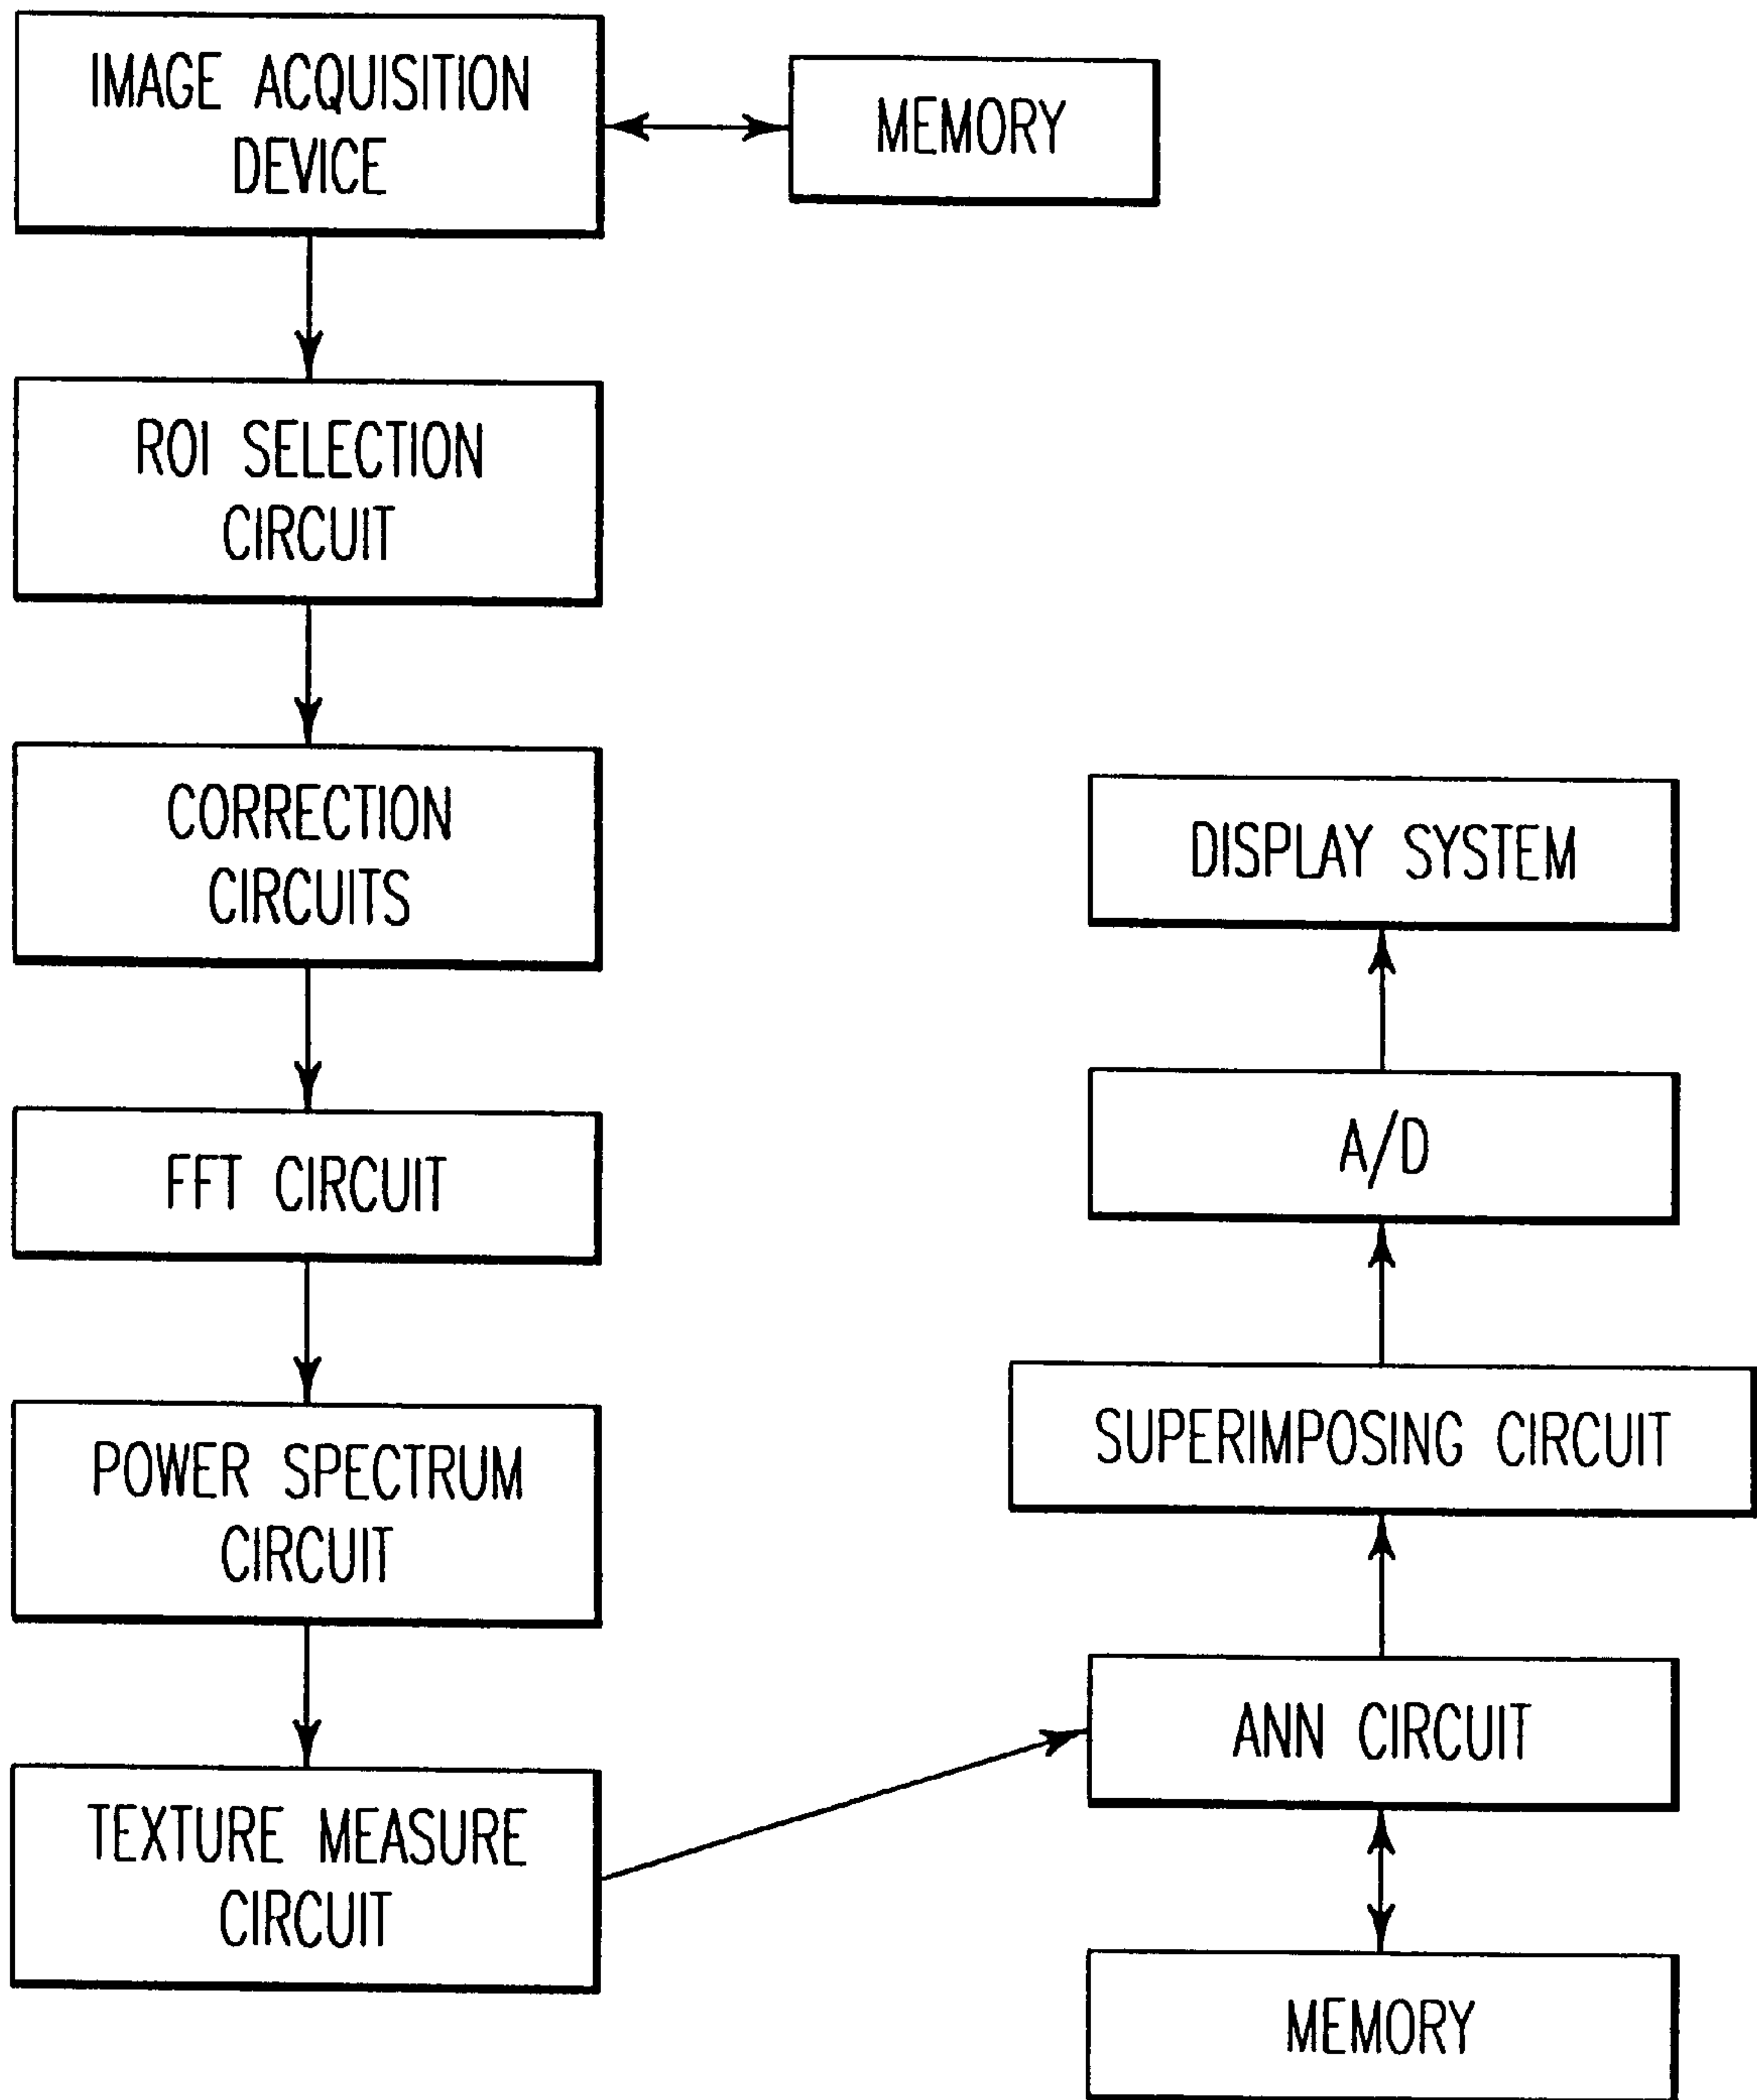 IMAGE ACQUISITION
DEVICE
MEMORY
ROI SELECTION
CIRCUIT
CORRECTION
CIRCUITS
FFT CIRCUIT
POWER SPECTRUM
CIRCUIT
TEXTURE MEASURE
CIRCUIT
DISPLAY SYSTEM
A/D
SUPERIMPOSING CIRCUIT
ANN CIRCUIT
MEMORY